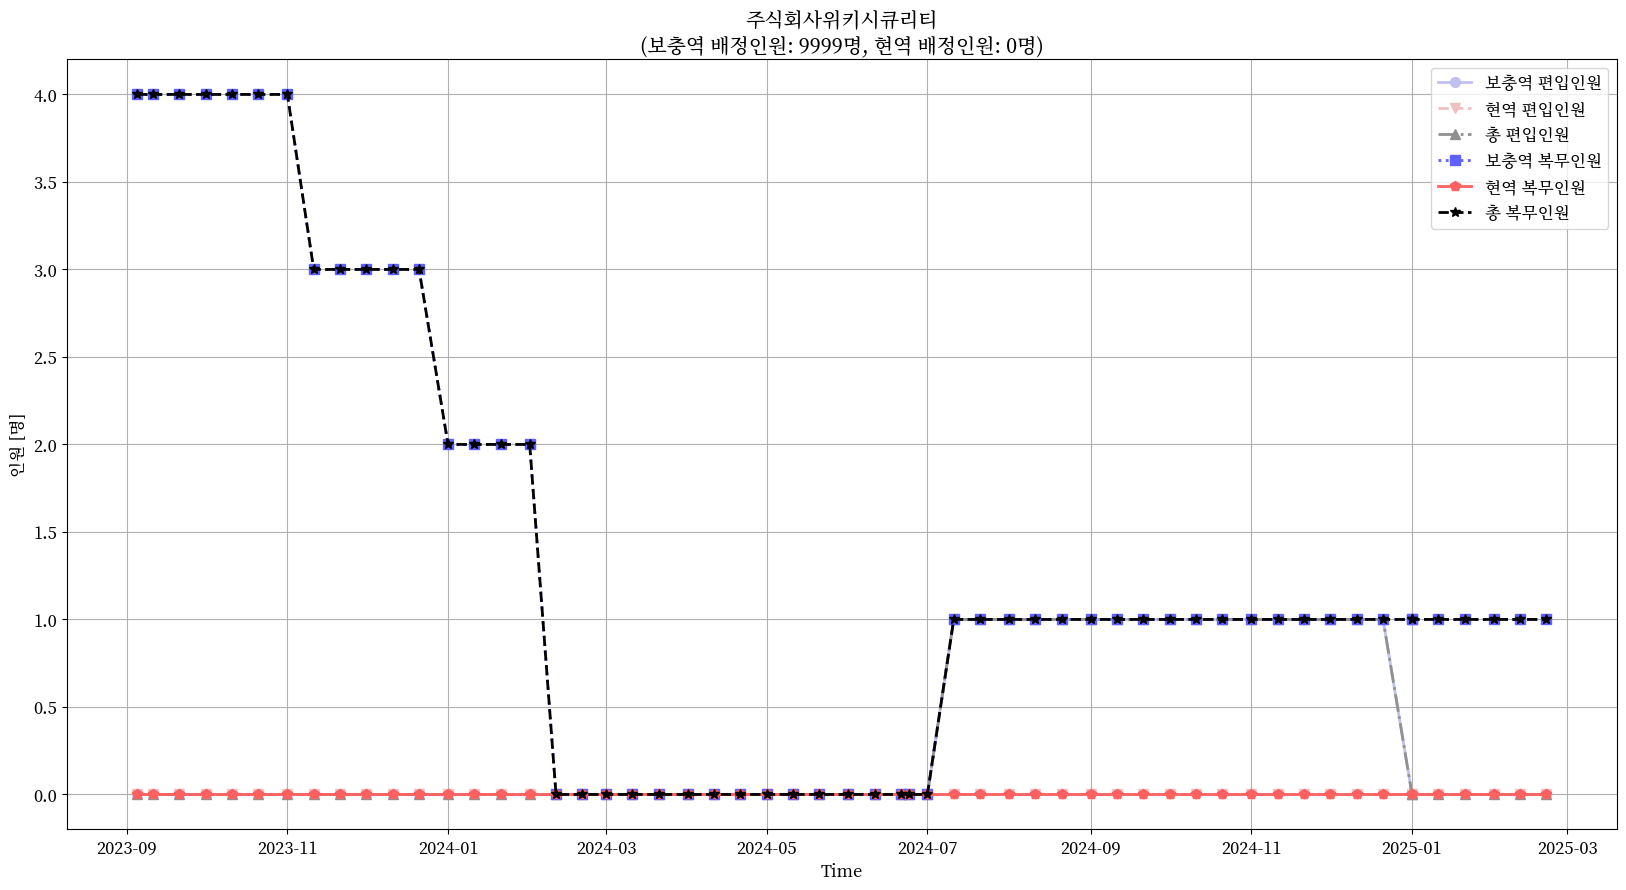 주식회사위키시큐리티
(보충역 배정인원: 9999명, 현역 배정인원: 0명)
보충역 편입인원
현역 편입인원
총 편입인원
보충역 복무인원
현역 복무인원
총 복무인원
인원 [명]
4.0
3.5
3.0
2.5
2.0
1.5
1.0
0.5
0.0
2023-09
2023-11
2024-01
2024-03
2024-05
2024-07
2024-09
2024-11
2025-01
2025-03
Time